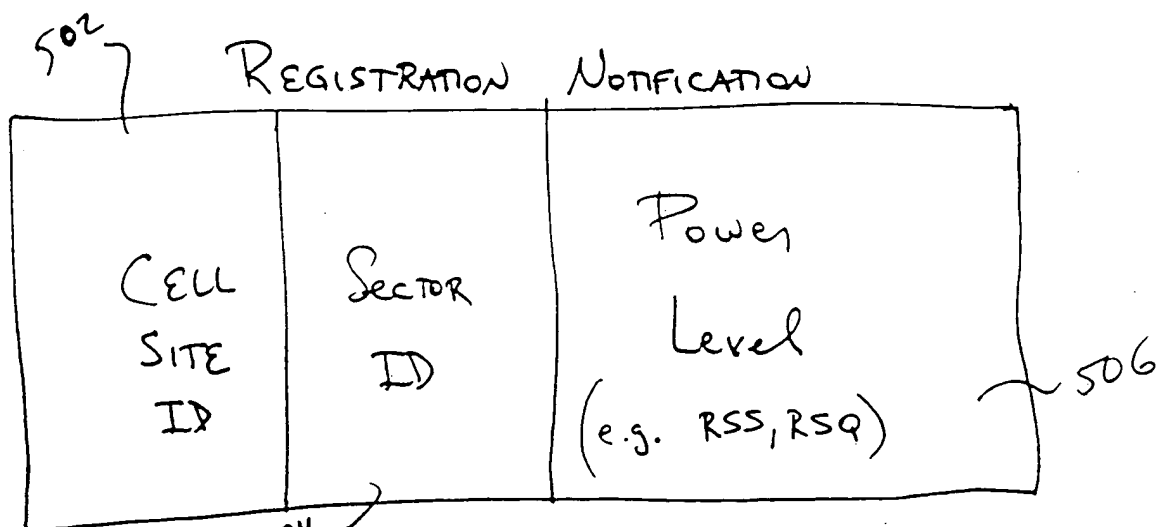 502
REGISTRATION NOTIFICATION
CELL
SITE
ID
Sector
ID
Power
Level
(e.g. RSS, RSQ)
506